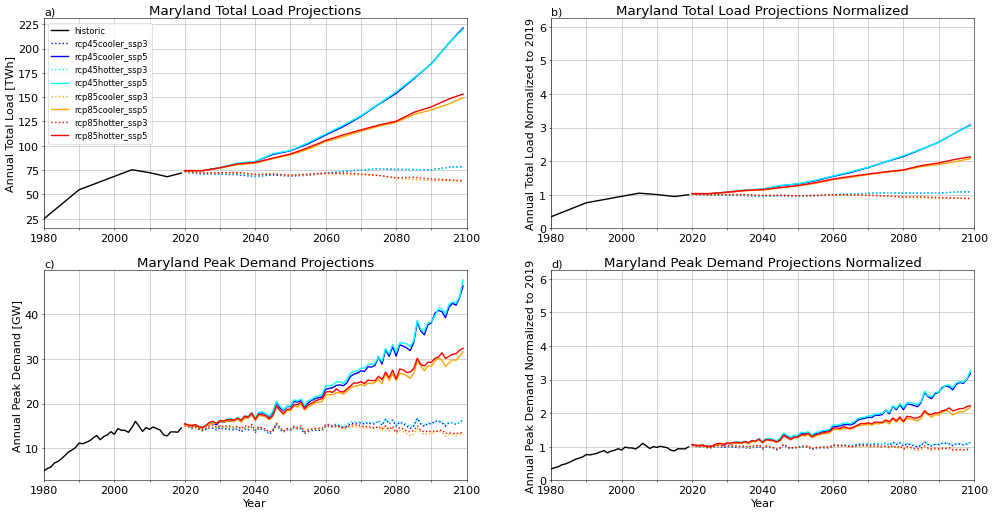 a)
Maryland Total Load Projections
Annual Total Load [TWh]
225
200
175
150
125
100
75
50
25
historic
rcp45cooler_ssp3
rcp45cooler_ssp5
rcp45hotter_ssp3
rcp45hotter_ssp5
rcp85cooler_ssp3
rcp85cooler_ssp5
rcp85hotter_ssp3
rcp85hotter_ssp5
1980 2000 2020 2040 2060 2080 2100
b)
Maryland Total Load Projections Normalized
Annual Total Load Normalized to 2019
6
5
4
3
2
1
0
1980 2000 2020 2040 2060 2080 2100
c)
Maryland Peak Demand Projections
Annual Peak Demand [GW]
40
30
20
10
1980 2000 2020 2040 2060 2080 2100
Year
d)
Maryland Peak Demand Projections Normalized
Annual Peak Demand Normalized to 2019
6
5
4
3
2
1
0
1980 2000 2020 2040 2060 2080 2100
Year